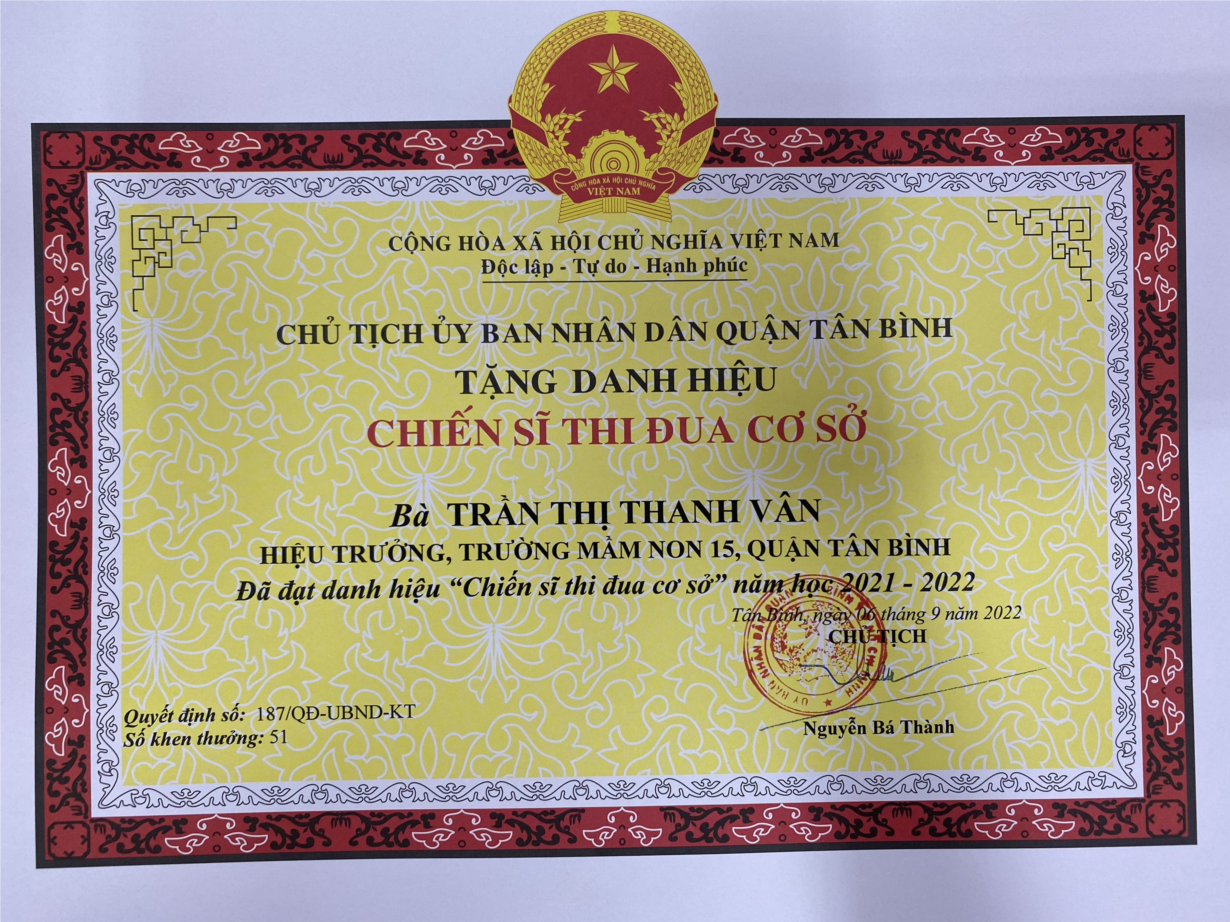 CỘNG HÒA XÃ HỘI CHỦ NGHĨA
VIỆT NAM
CỘNG HÒA XÃ HỘI CHỦ NGHĨA VIỆT NAM
Độc lập - Tự do - Hạnh phúc
CHỦ TỊCH ỦY BAN NHÂN DÂN QUẬN TÂN BÌNH
TẶNG DANH HIỆU
CHIẾN SĨ THI ĐUA CƠ SỞ
Bà TRẦN THỊ THANH VÂN
HIỆU TRƯỞNG, TRƯỜNG MẦM NON 15, QUẬN TÂN BÌNH
Đã đạt danh hiệu “Chiến sĩ thi đua cơ sở” năm học 2021 - 2022
Tân Bình, ngày 06 tháng 9 năm 2022
CHỦ TỊCH
Quyết định số: 187/QĐ-UBND-KT
Số khen thưởng: 51
Nguyễn Bá Thành